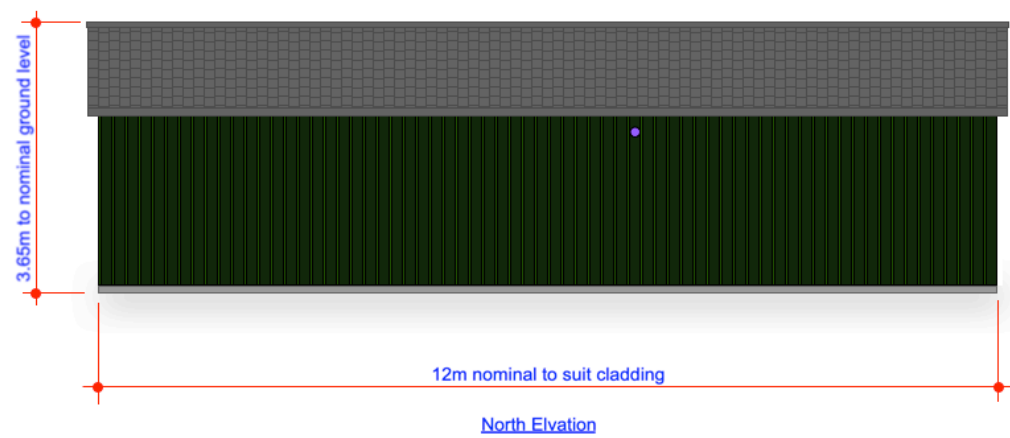 3.65m to nominal ground level
12m nominal to suit cladding
North Elvation